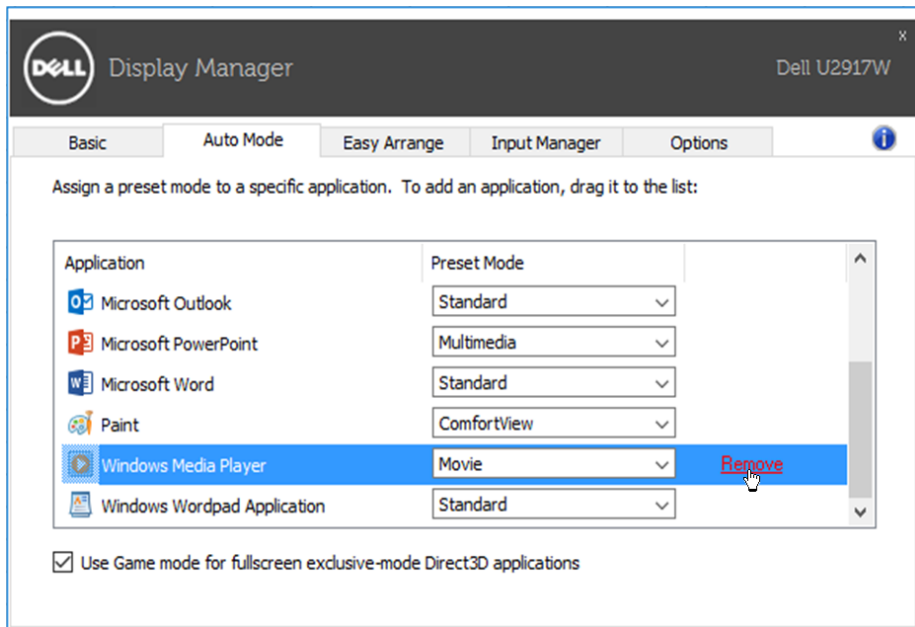 x
DELL Display Manager Dell U2917W
Basic Auto Mode Easy Arrange Input Manager Options i
Assign a preset mode to a specific application. To add an application, drag it to the list:
Application Preset Mode
Microsoft Outlook Standard
Microsoft PowerPoint Multimedia
Microsoft Word Standard
Paint ComfortView
Windows Media Player Movie Remove
Windows Wordpad Application Standard
Use Game mode for fullscreen exclusive-mode Direct3D applications